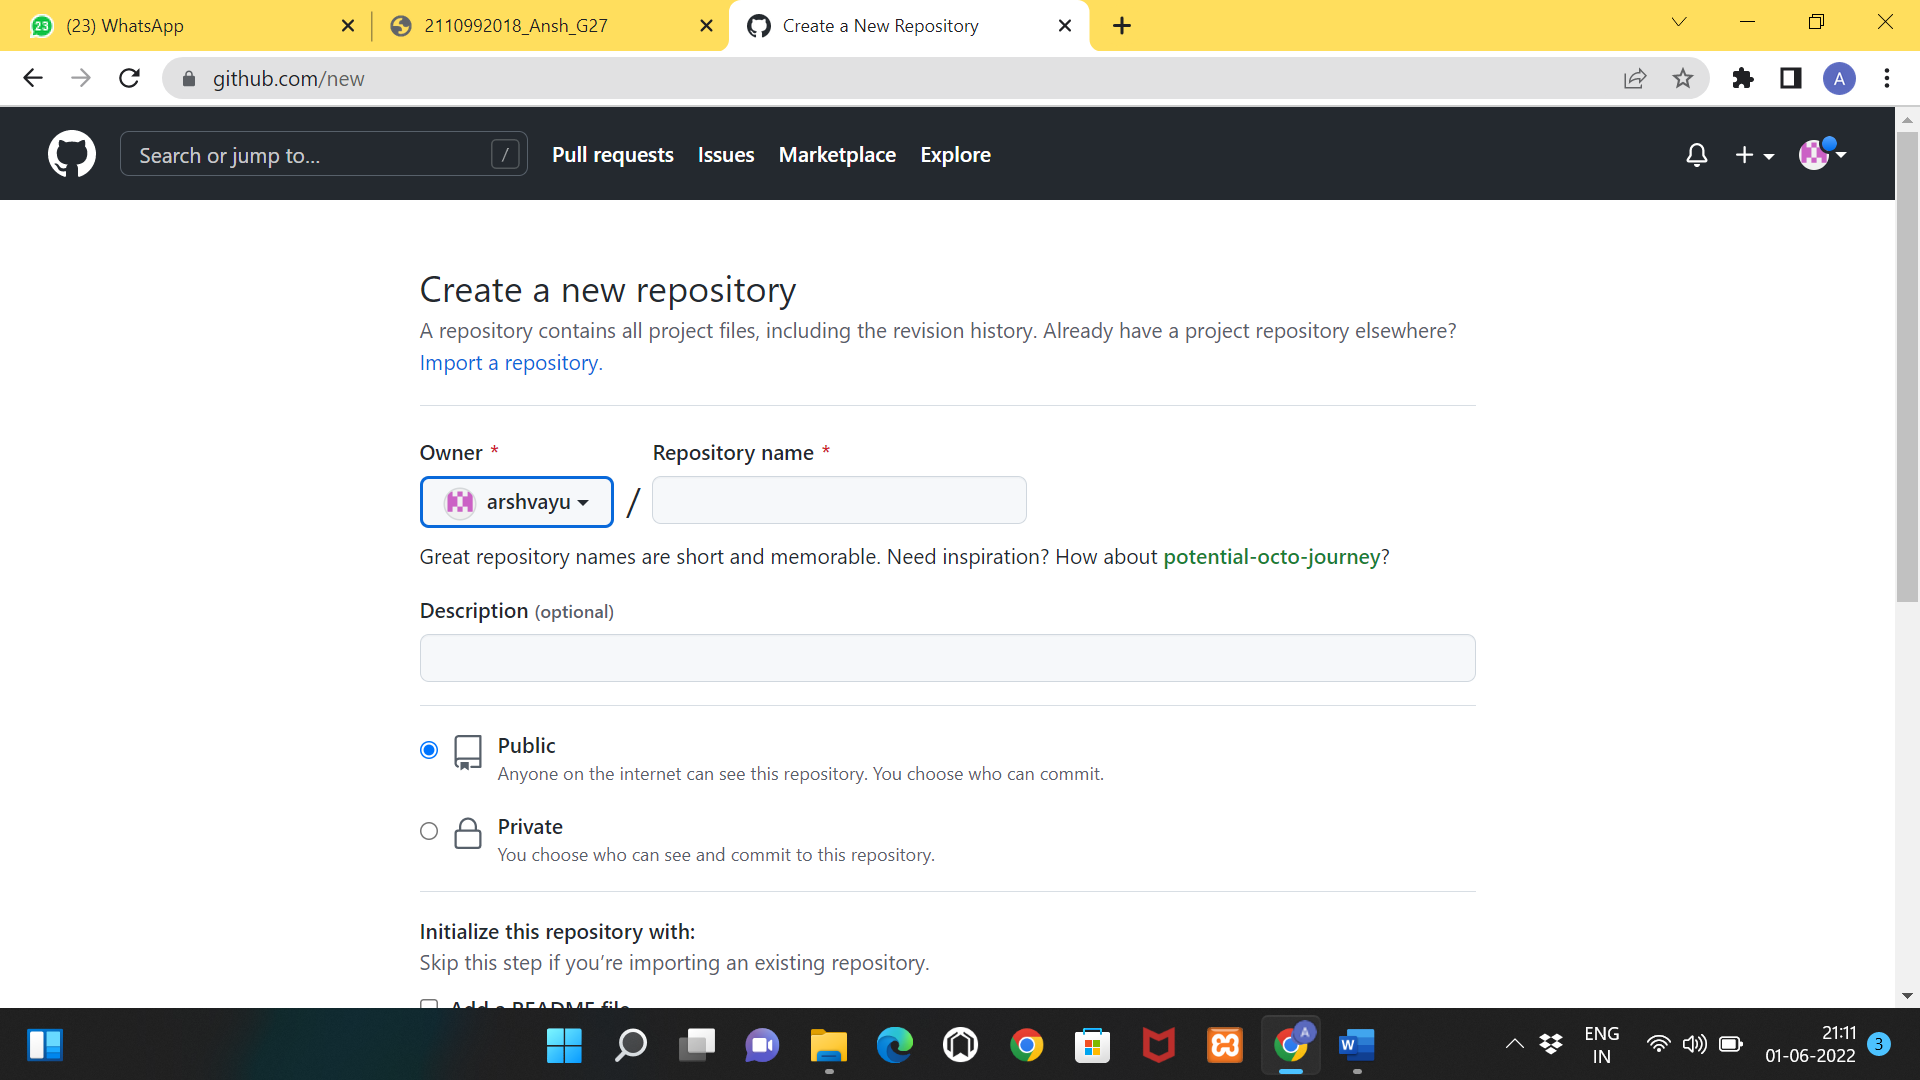 23 (23) WhatsApp
2110992018_Ansh_G27
Create a New Repository
github.com/new
A
Search or jump to... /
Pull requests
Issues
Marketplace
Explore
Create a new repository
A repository contains all project files, including the revision history. Already have a project repository elsewhere?
Import a repository.
Owner *
Repository name *
arshvayu
/
Great repository names are short and memorable. Need inspiration? How about potential-octo-journey?
Description (optional)
Public
Anyone on the internet can see this repository. You choose who can commit.
Private
You choose who can see and commit to this repository.
Initialize this repository with:
Skip this step if you’re importing an existing repository.
Add a README file
A
W
ENG
IN
21:11
01-06-2022
3